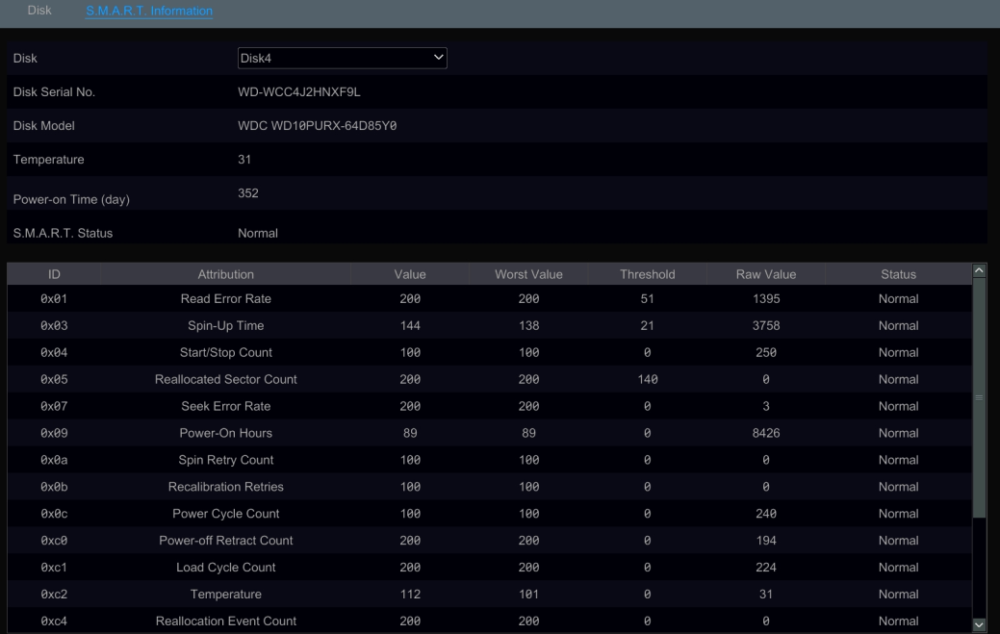 Disk S.M.A.R.T. Information
Disk Disk4
Disk Serial No. WD-WCC4J2HNXF9L
Disk Model WDC WD10PURX-64D85Y0
Temperature 31
Power-on Time (day) 352
S.M.A.R.T. Status Normal
ID Attribution Value Worst Value Threshold Raw Value Status
0x01 Read Error Rate 200 200 51 1395 Normal
0x03 Spin-Up Time 144 138 21 3758 Normal
0x04 Start/Stop Count 100 100 0 250 Normal
0x05 Reallocated Sector Count 200 200 140 0 Normal
0x07 Seek Error Rate 200 200 0 3 Normal
0x09 Power-On Hours 89 89 0 8426 Normal
0x0a Spin Retry Count 100 100 0 0 Normal
0x0b Recalibration Retries 100 100 0 0 Normal
0x0c Power Cycle Count 100 100 0 240 Normal
0xc0 Power-off Retract Count 200 200 0 194 Normal
0xc1 Load Cycle Count 200 200 0 224 Normal
0xc2 Temperature 112 101 0 31 Normal
0xc4 Reallocation Event Count 200 200 0 0 Normal